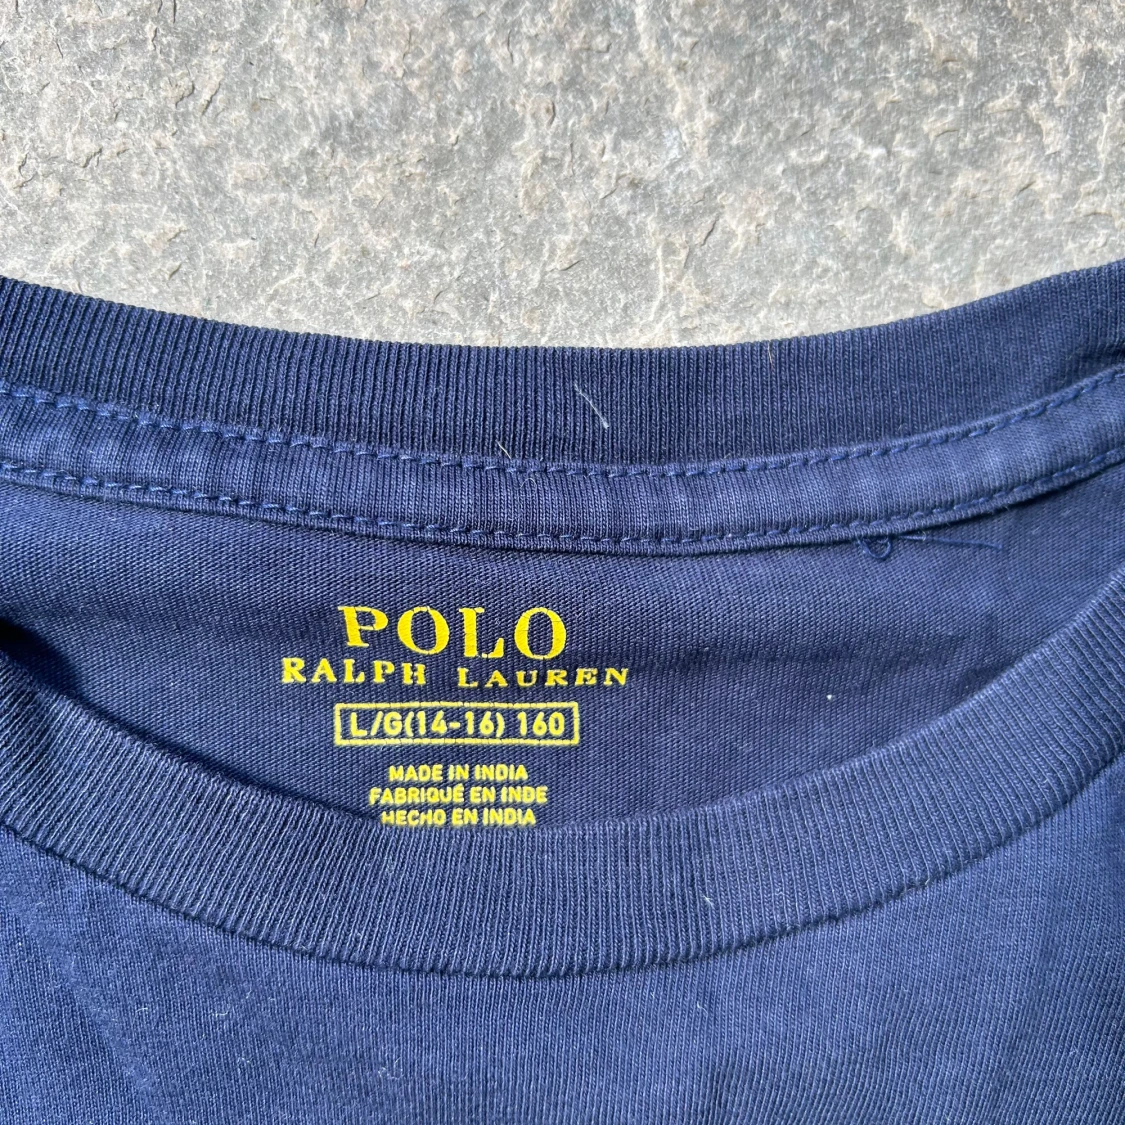 POLO
RALPH LAUREN
L/G(14-16) 160
MADE IN INDIA
FABRIQUÉ EN INDE
HECHO EN INDIA